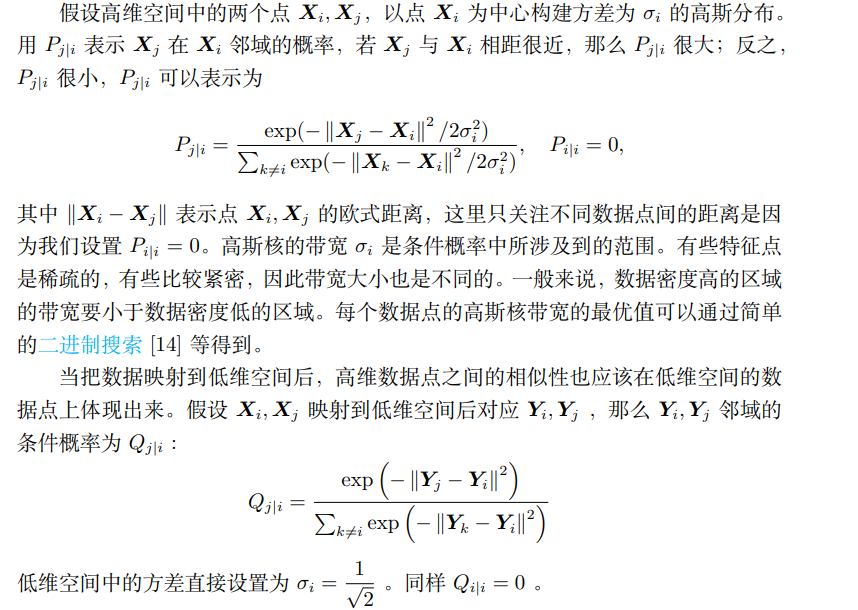 假设高维空间中的两个点 X_i, X_j，以点 X_i 为中心构建方差为 σ_i 的高斯分布。
用 P_{j|i} 表示 X_j 在 X_i 邻域的概率，若 X_j 与 X_i 相距很近，那么 P_{j|i} 很大；反之，
P_{j|i} 很小，P_{j|i} 可以表示为
P_{j|i} = \frac{\exp(-\|X_j - X_i\|^2 / 2σ_i^2)}{\sum_{k≠i} \exp(-\|X_k - X_i\|^2 / 2σ_i^2)}, P_{i|i} = 0,
其中 ‖X_i − X_j‖ 表示点 X_i, X_j 的欧式距离，这里只关注不同数据点间的距离是因
为我们设置 P_{i|i} = 0。高斯核的带宽 σ_i 是条件概率中所涉及到的范围。有些特征点
是稀疏的，有些比较紧密，因此带宽大小也是不同的。一般来说，数据密度高的区域
的带宽要小于数据密度低的区域。每个数据点的高斯核带宽的最优值可以通过简单
的二进制搜索 [14] 等得到。
当把数据映射到低维空间后，高维数据点之间的相似性也应该在低维空间的数
据点上体现出来。假设 X_i, X_j 映射到低维空间后对应 Y_i, Y_j ，那么 Y_i, Y_j 邻域的
条件概率为 Q_{j|i}：
Q_{j|i} = \frac{\exp(-\|Y_j - Y_i\|^2)}{\sum_{k≠i} \exp(-\|Y_k - Y_i\|^2)}
低维空间中的方差直接设置为 σ_i = \frac{1}{\sqrt{2}} 。同样 Q_{i|i} = 0 。